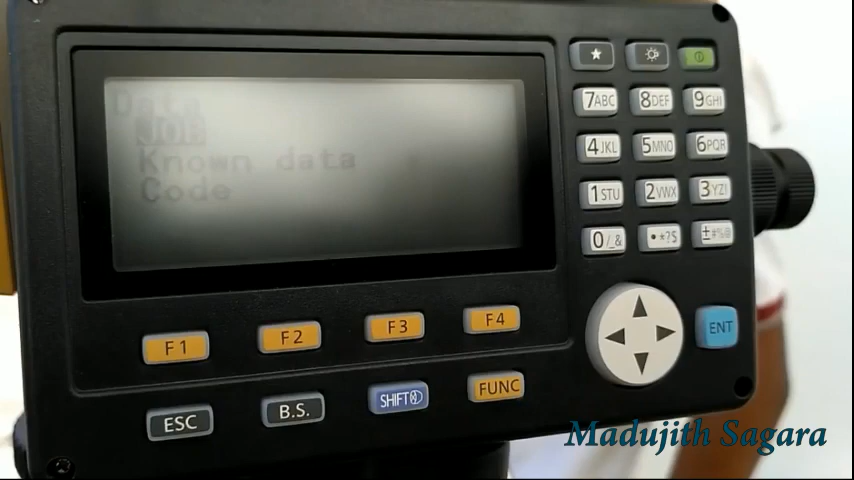 Data
JOB
Known data
Code
★
7ABC 8DEF 9GHI
4JKL 5MNO 6PQR
1STU 2VWX 3YZ!
0/_& •*?$ ±#%@
F1 F2 F3 F4
ENT
ESC B.S. SHIFT FUNC
Madujith Sagara